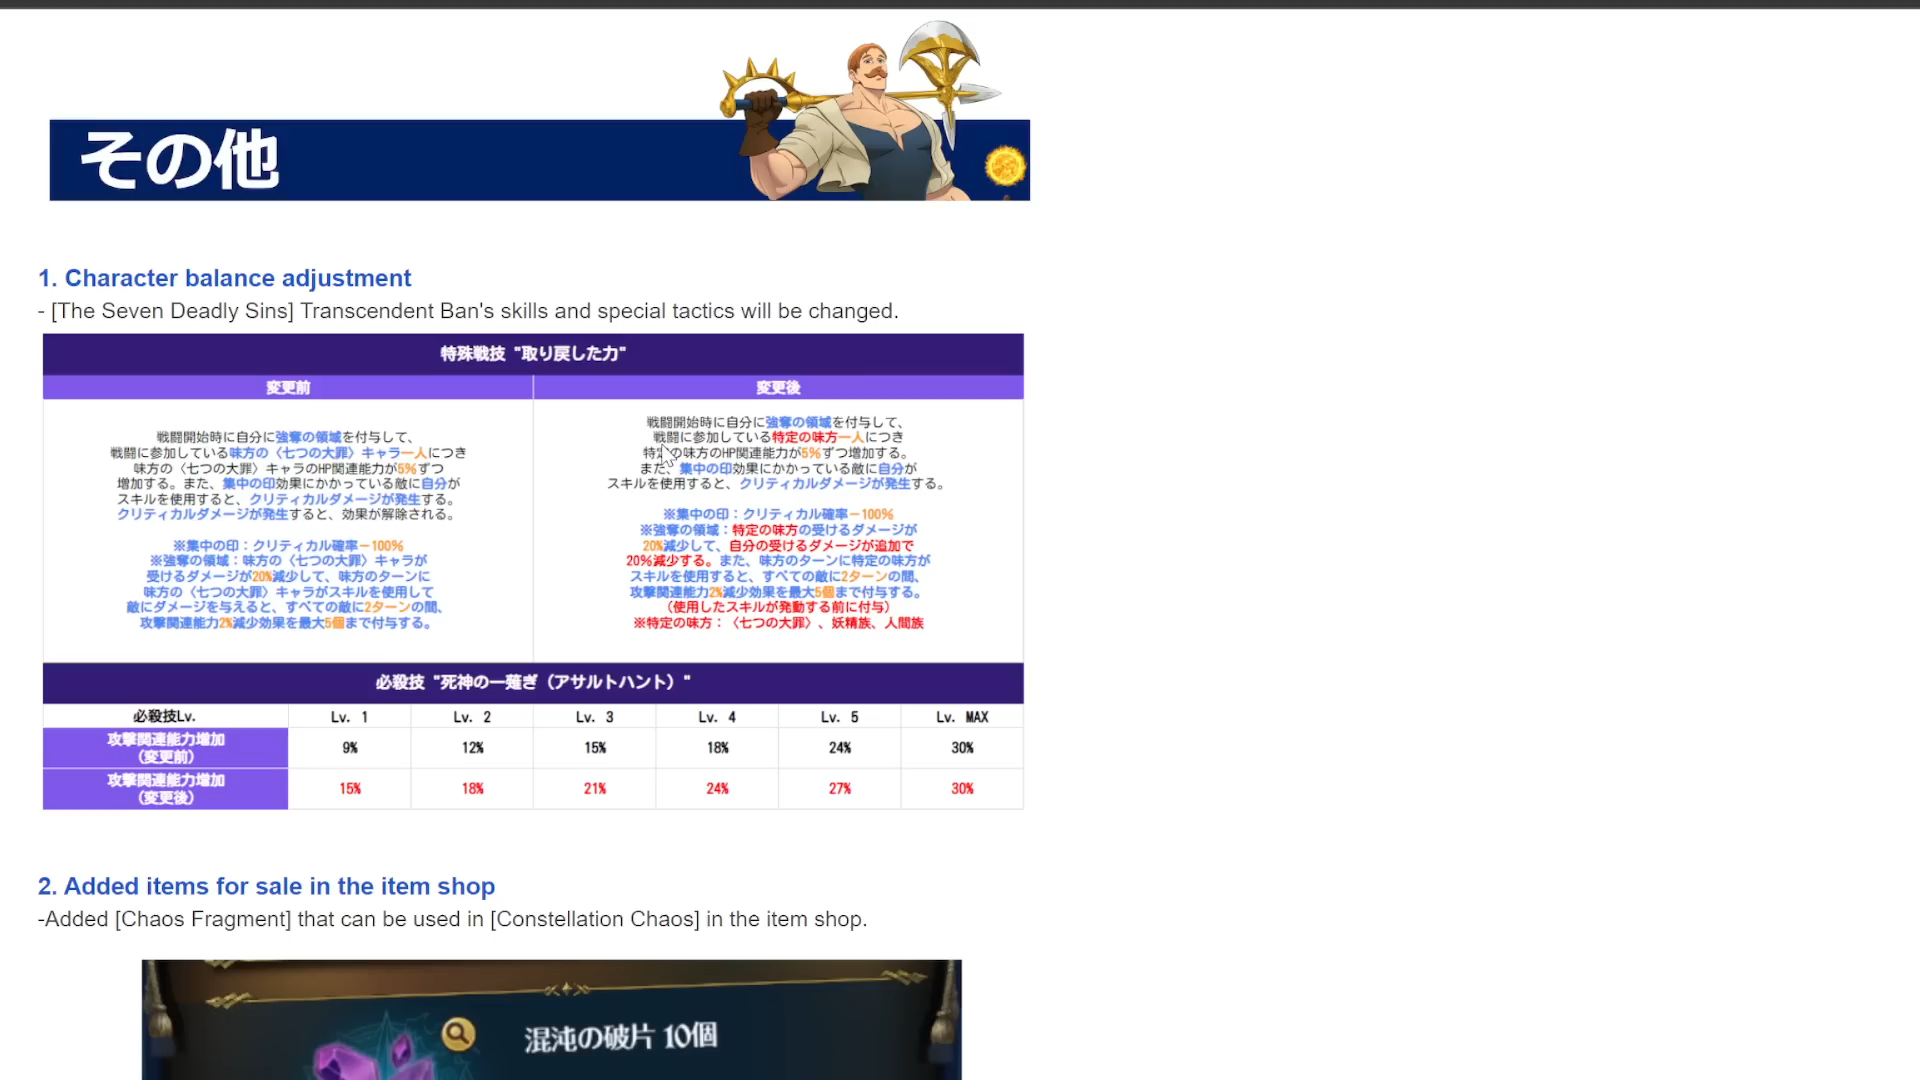 その他
1. Character balance adjustment
- [The Seven Deadly Sins] Transcendent Ban's skills and special tactics will be changed.
特殊戦技 "取り戻した力"
変更前
変更後
戦闘開始時に自分に強奪の領域を付与して、
戦闘に参加している味方の〈七つの大罪〉キャラ一人につき
味方の〈七つの大罪〉キャラのHP関連能力が5%ずつ
増加する。また、集中の印効果にかかっている敵に自分が
スキルを使用すると、クリティカルダメージが発生する。
クリティカルダメージが発生すると、効果が解除される。
※集中の印：クリティカル確率－100%
※強奪の領域：味方の〈七つの大罪〉キャラが
受けるダメージが20%減少して、味方のターンに
味方の〈七つの大罪〉キャラがスキルを使用して
敵にダメージを与えると、すべての敵に2ターンの間、
攻撃関連能力2%減少効果を最大5個まで付与する。
戦闘開始時に自分に強奪の領域を付与して、
戦闘に参加している特定の味方一人につき
特定の味方のHP関連能力が5%ずつ増加する。
また、集中の印効果にかかっている敵に自分が
スキルを使用すると、クリティカルダメージが発生する。
※集中の印：クリティカル確率－100%
※強奪の領域：特定の味方の受けるダメージが
20%減少して、自分の受けるダメージが追加で
20%減少する。また、味方のターンに特定の味方が
スキルを使用すると、すべての敵に2ターンの間、
攻撃関連能力2%減少効果を最大5個まで付与する。
（使用したスキルが発動する前に付与）
※特定の味方：〈七つの大罪〉、妖精族、人間族
必殺技 "死神の一薙ぎ（アサルトハント）"
必殺技Lv. Lv. 1 Lv. 2 Lv. 3 Lv. 4 Lv. 5 Lv. MAX
攻撃関連能力増加
（変更前）
9% 12% 15% 18% 24% 30%
攻撃関連能力増加
（変更後）
15% 18% 21% 24% 27% 30%
2. Added items for sale in the item shop
-Added [Chaos Fragment] that can be used in [Constellation Chaos] in the item shop.
混沌の破片 10個